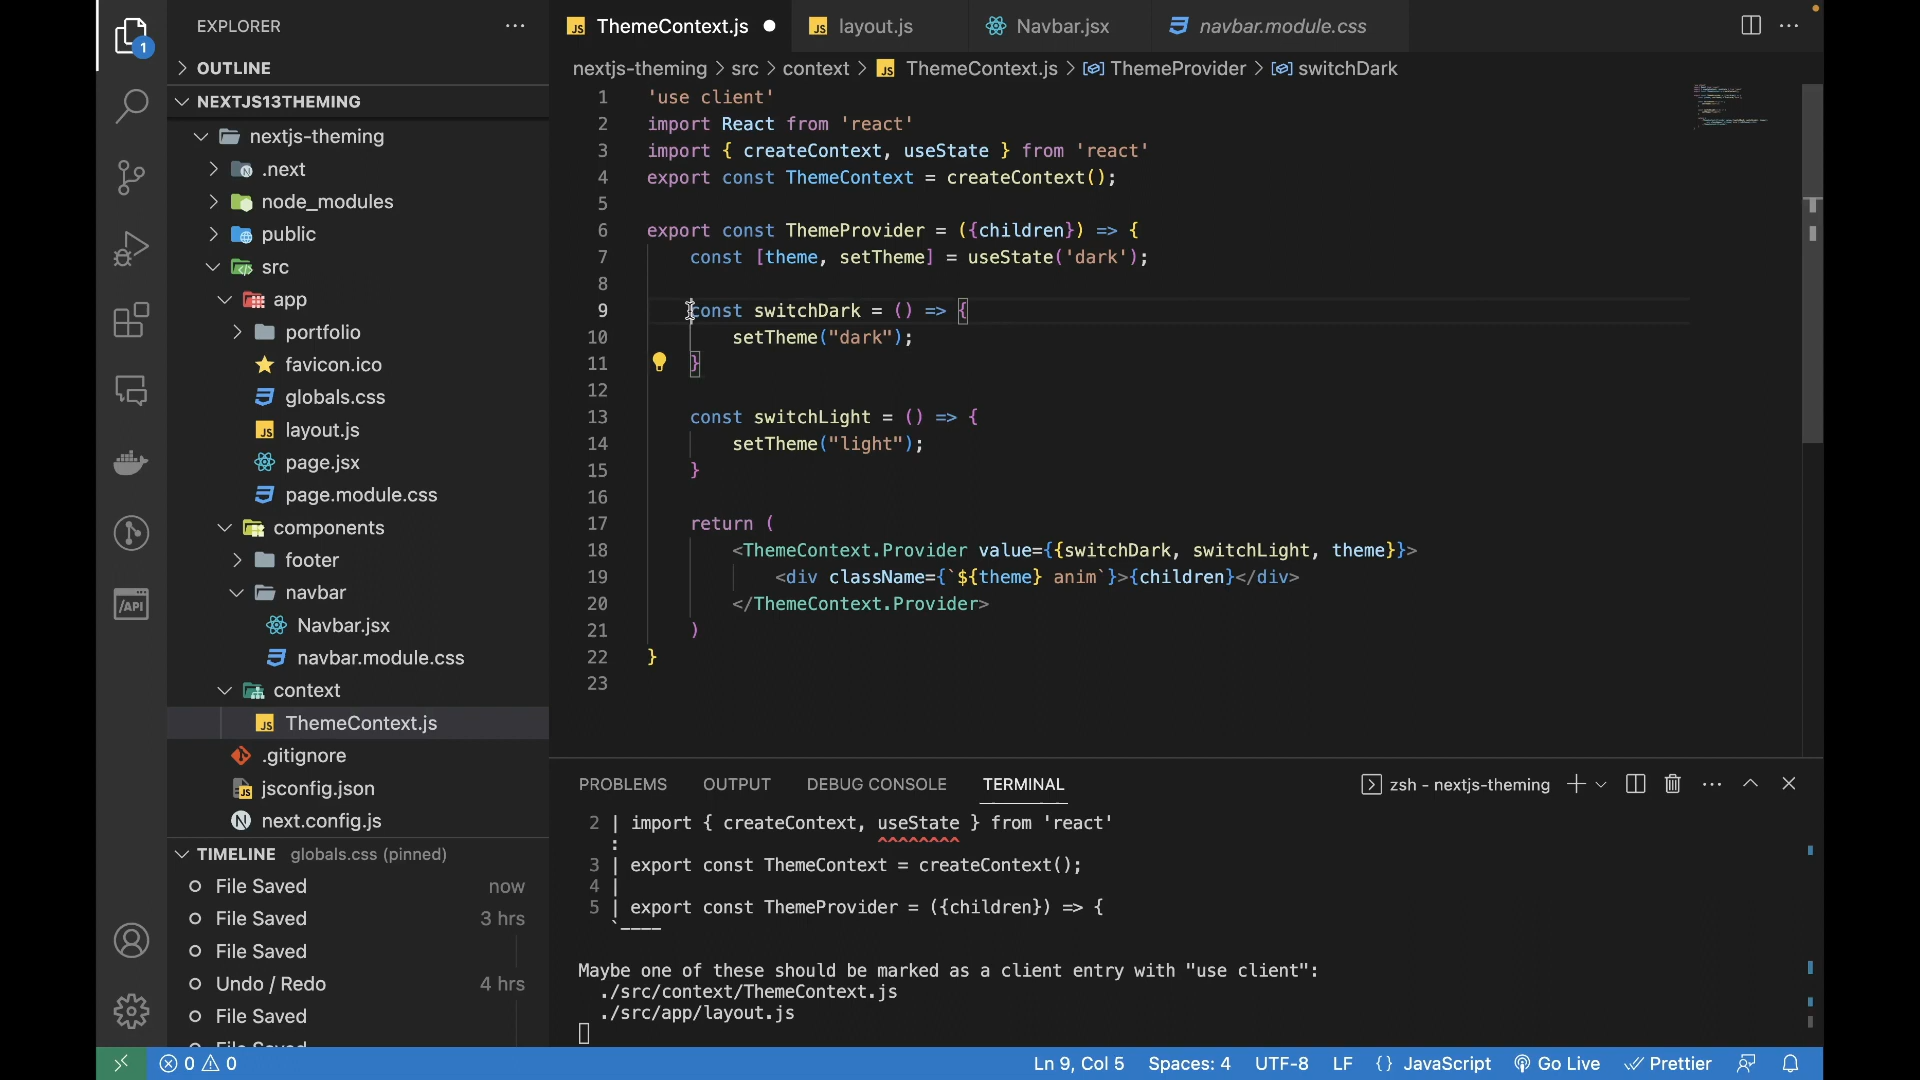 EXPLORER
OUTLINE
NEXTJS13THEMING
nextjs-theming
.next
node_modules
public
src
app
portfolio
favicon.ico
globals.css
layout.js
page.jsx
page.module.css
components
footer
navbar
Navbar.jsx
navbar.module.css
context
ThemeContext.js
.gitignore
jsconfig.json
next.config.js
TIMELINE globals.css (pinned)
File Saved now
File Saved 3 hrs
File Saved
Undo / Redo 4 hrs
File Saved
File Saved
1
/API
ThemeContext.js
layout.js
Navbar.jsx
navbar.module.css
nextjs-theming > src > context > JS ThemeContext.js > ThemeProvider > switchDark
1 'use client'
2 import React from 'react'
3 import { createContext, useState } from 'react'
4 export const ThemeContext = createContext();
5
6 export const ThemeProvider = ({children}) => {
7 const [theme, setTheme] = useState('dark');
8
9 const switchDark = () => {
10 setTheme("dark");
11 }
12
13 const switchLight = () => {
14 setTheme("light");
15 }
16
17 return (
18 <ThemeContext.Provider value={{switchDark, switchLight, theme}}>
19 <div className={`${theme} anim`}>{children}</div>
20 </ThemeContext.Provider>
21 )
22 }
23
PROBLEMS OUTPUT DEBUG CONSOLE TERMINAL
zsh - nextjs-theming
2 | import { createContext, useState } from 'react'
:
3 | export const ThemeContext = createContext();
4 |
5 | export const ThemeProvider = ({children}) => {
`----
Maybe one of these should be marked as a client entry with "use client":
./src/context/ThemeContext.js
./src/app/layout.js
0 0
Ln 9, Col 5 Spaces: 4 UTF-8 LF {} JavaScript Go Live Prettier